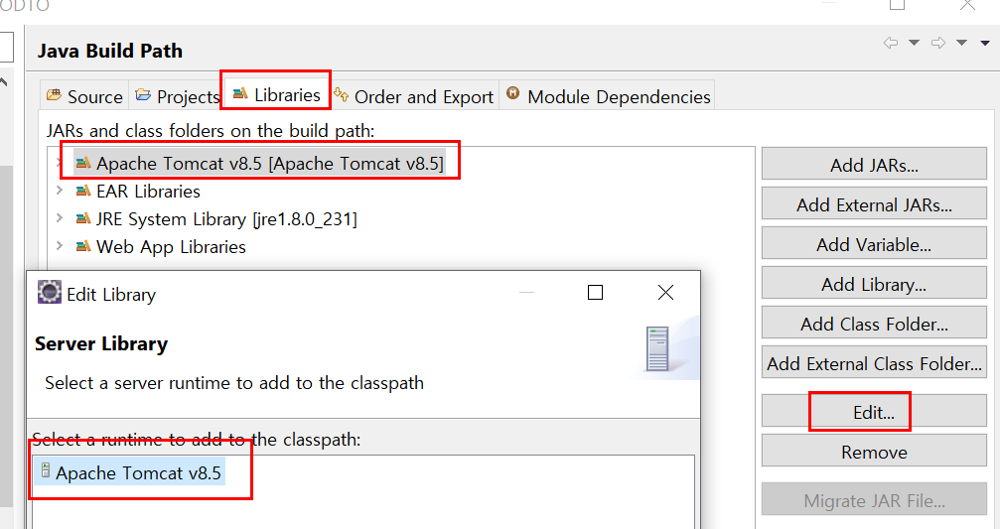 ODTO
Java Build Path
Source Projects Libraries Order and Export Module Dependencies
JARs and class folders on the build path:
Apache Tomcat v8.5 [Apache Tomcat v8.5]
EAR Libraries
JRE System Library [jre1.8.0_231]
Web App Libraries
Add JARs...
Add External JARs...
Add Variable...
Add Library...
Add Class Folder...
Add External Class Folder...
Edit...
Remove
Migrate JAR File...
Edit Library
Server Library
Select a server runtime to add to the classpath
Select a runtime to add to the classpath:
Apache Tomcat v8.5